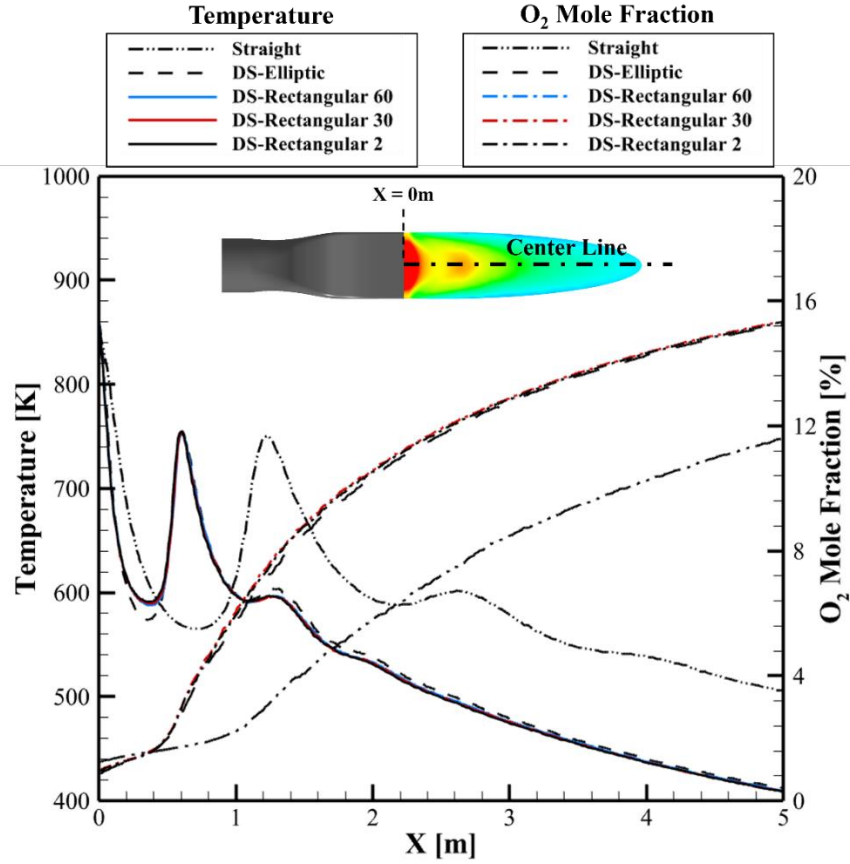 Temperature
O2 Mole Fraction
Straight
DS-Elliptic
DS-Rectangular 60
DS-Rectangular 30
DS-Rectangular 2
Straight
DS-Elliptic
DS-Rectangular 60
DS-Rectangular 30
DS-Rectangular 2
X = 0m
Center Line
Temperature [K]
1000
900
800
700
600
500
400
O2 Mole Fraction [%]
20
16
12
8
4
0
0 1 2 3 4 5
X [m]